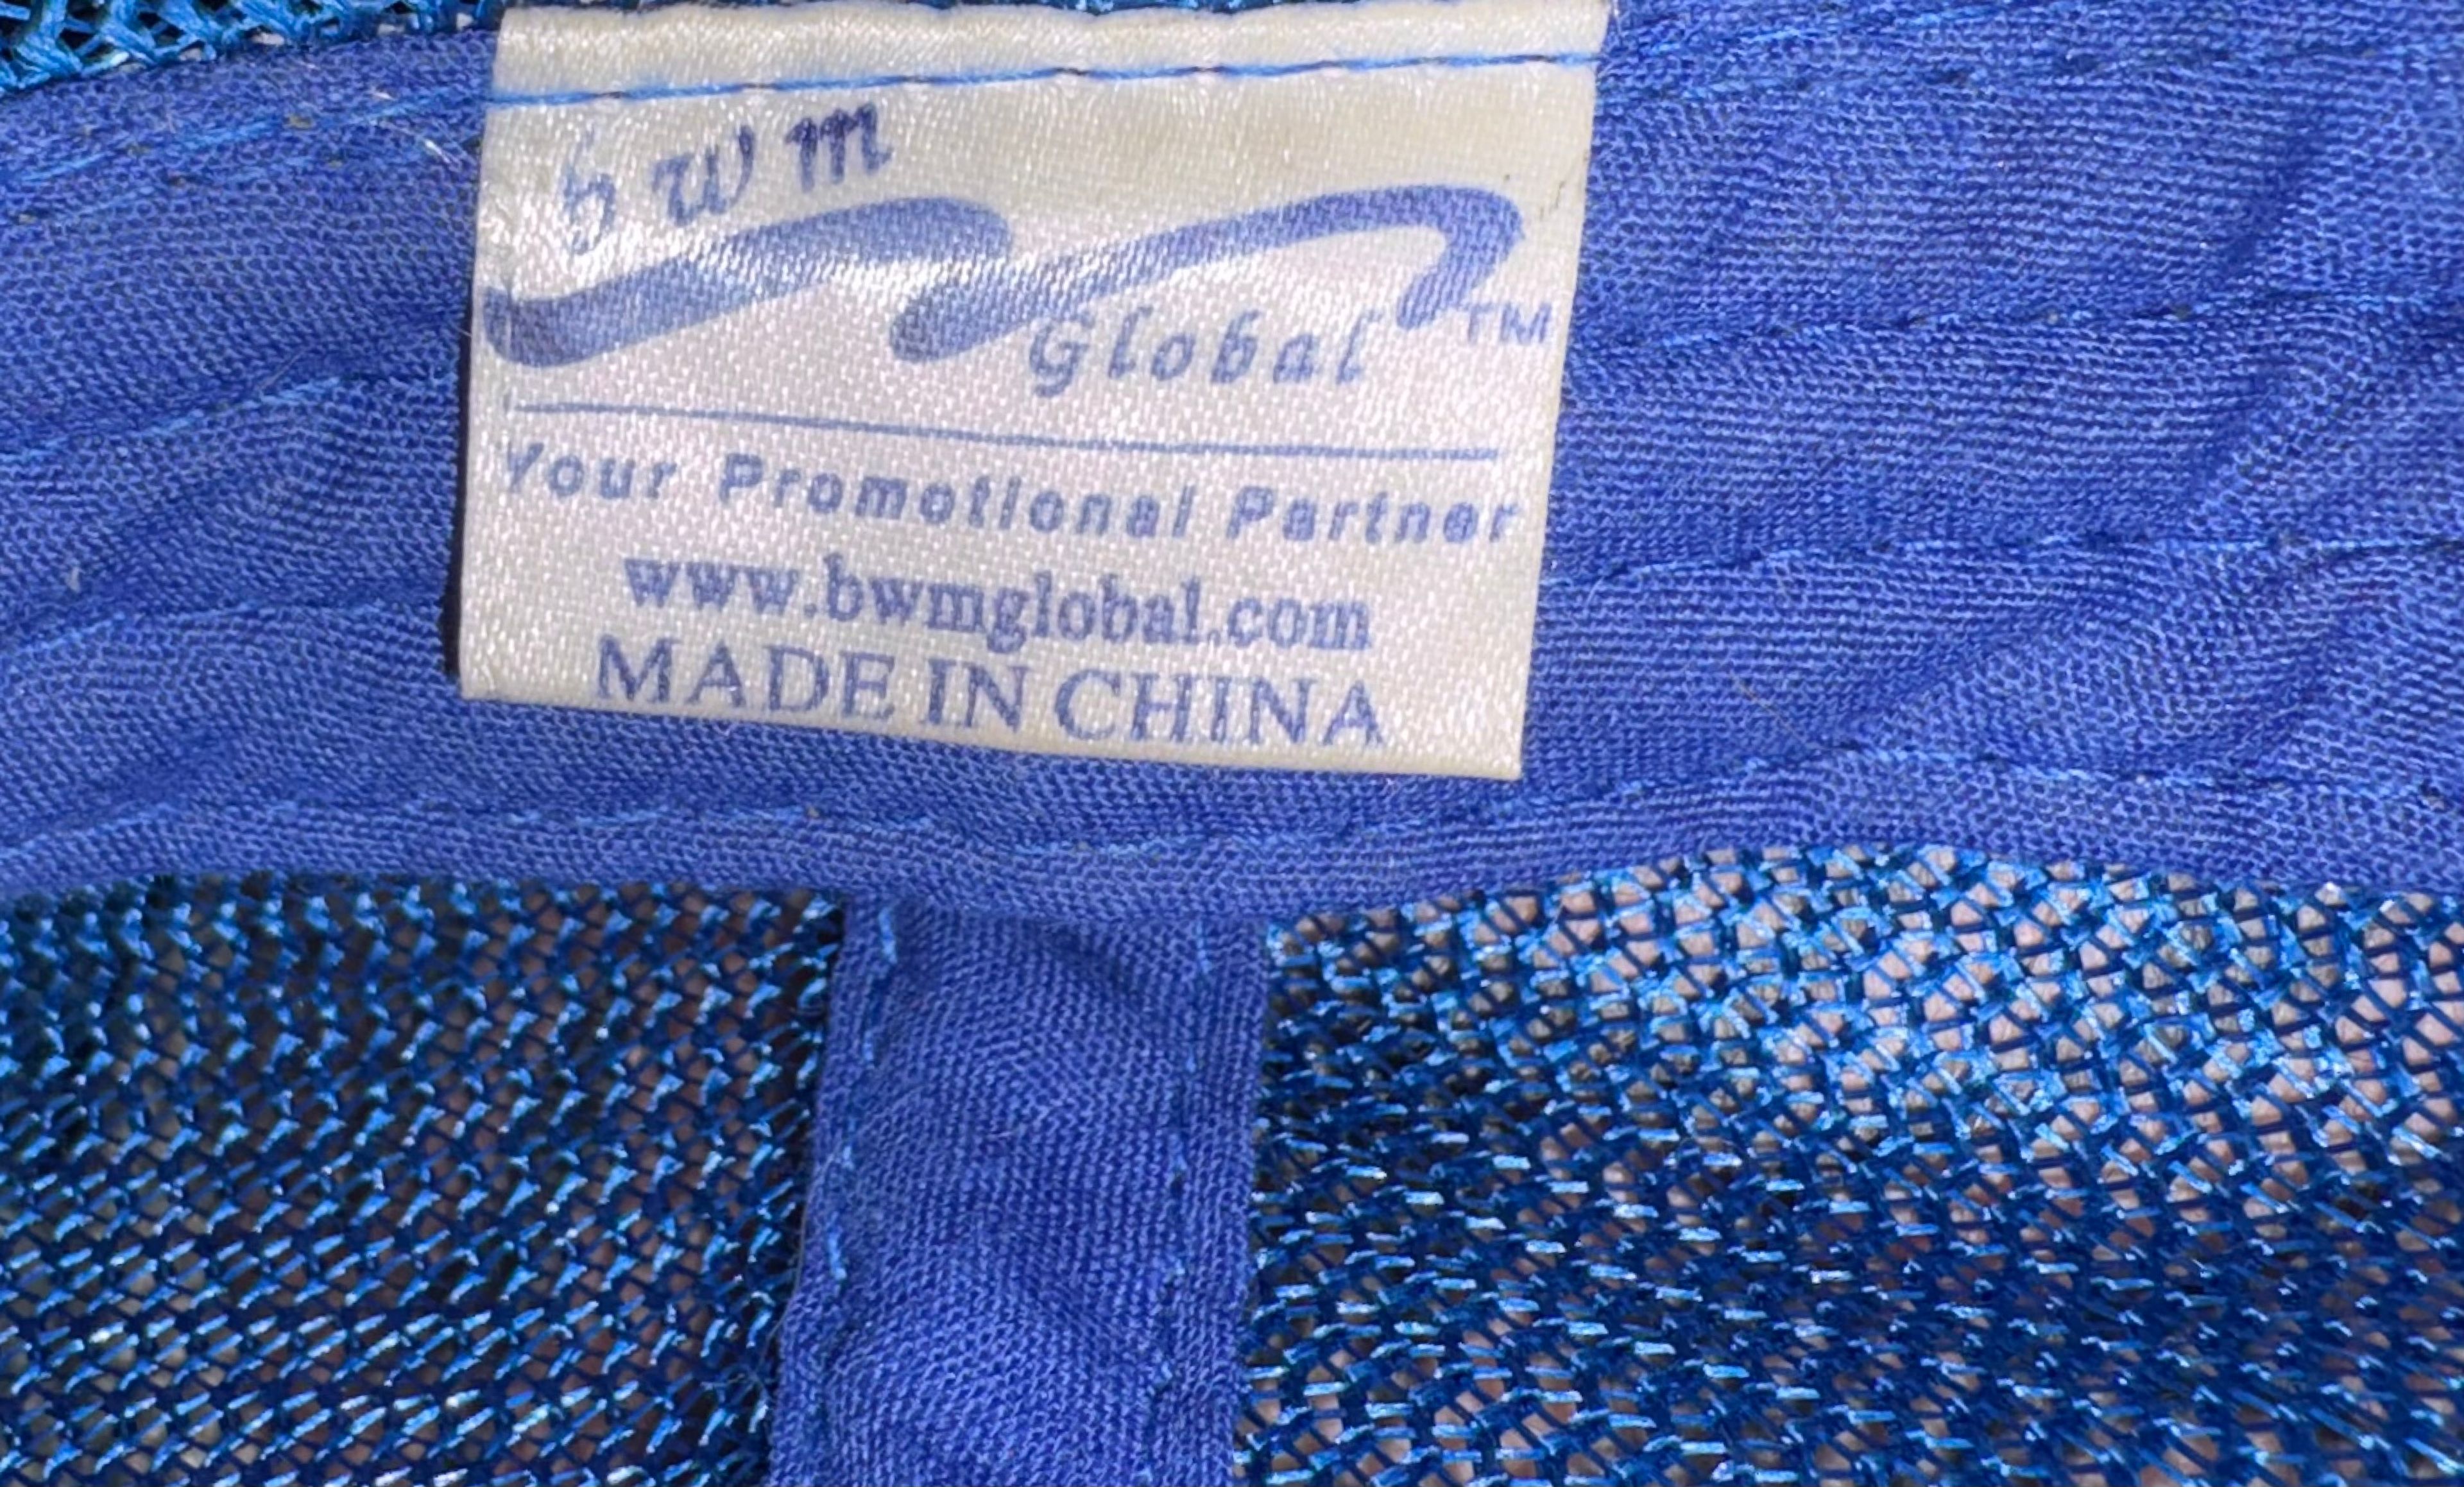 bwm
Global™
Your Promotional Partner
www.bwmglobal.com
MADE IN CHINA